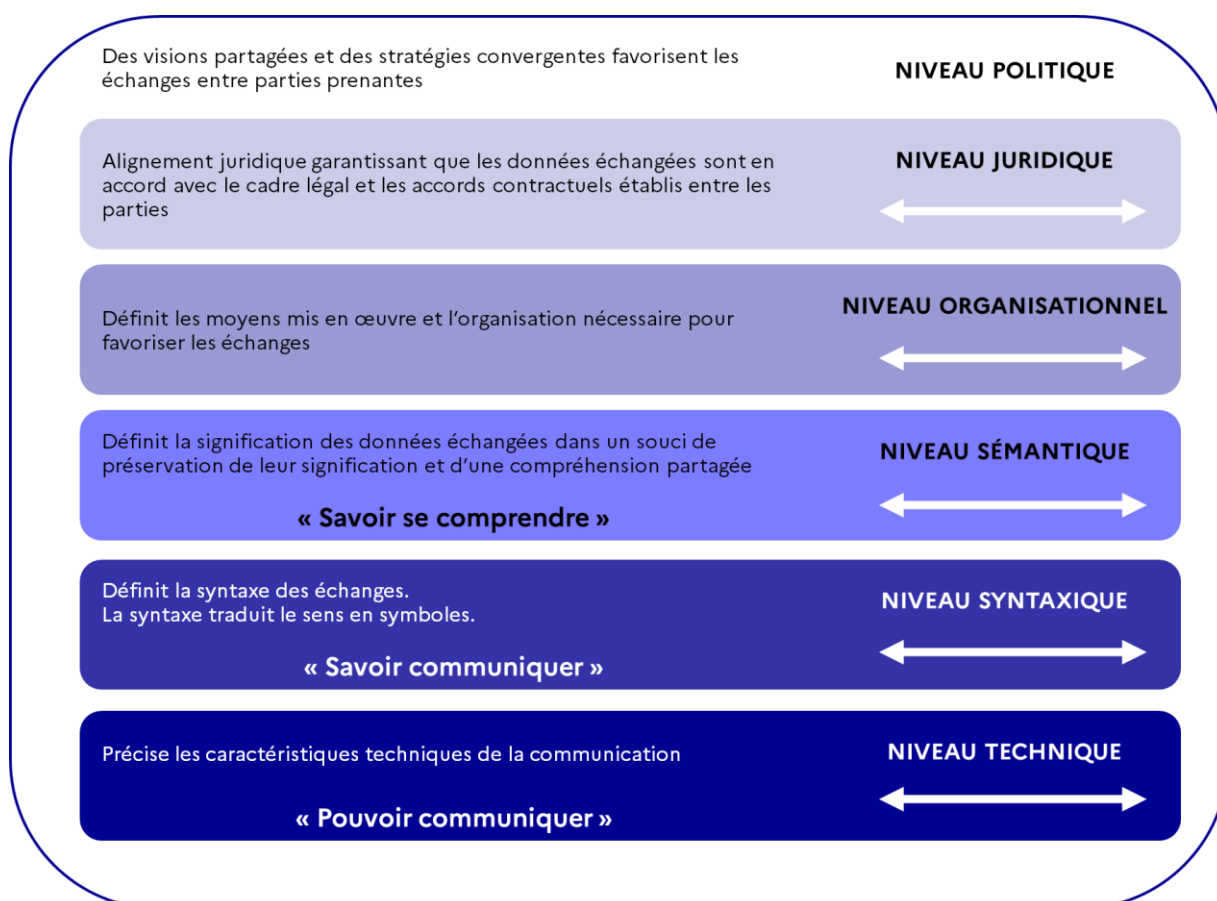 Des visions partagées et des stratégies convergentes favorisent les
échanges entre parties prenantes
NIVEAU POLITIQUE
Alignement juridique garantissant que les données échangées sont en
accord avec le cadre légal et les accords contractuels établis entre les
parties
NIVEAU JURIDIQUE
Définit les moyens mis en œuvre et l’organisation nécessaire pour
favoriser les échanges
NIVEAU ORGANISATIONNEL
Définit la signification des données échangées dans un souci de
préservation de leur signification et d’une compréhension partagée
« Savoir se comprendre »
NIVEAU SÉMANTIQUE
Définit la syntaxe des échanges.
La syntaxe traduit le sens en symboles.
« Savoir communiquer »
NIVEAU SYNTAXIQUE
Précise les caractéristiques techniques de la communication
« Pouvoir communiquer »
NIVEAU TECHNIQUE